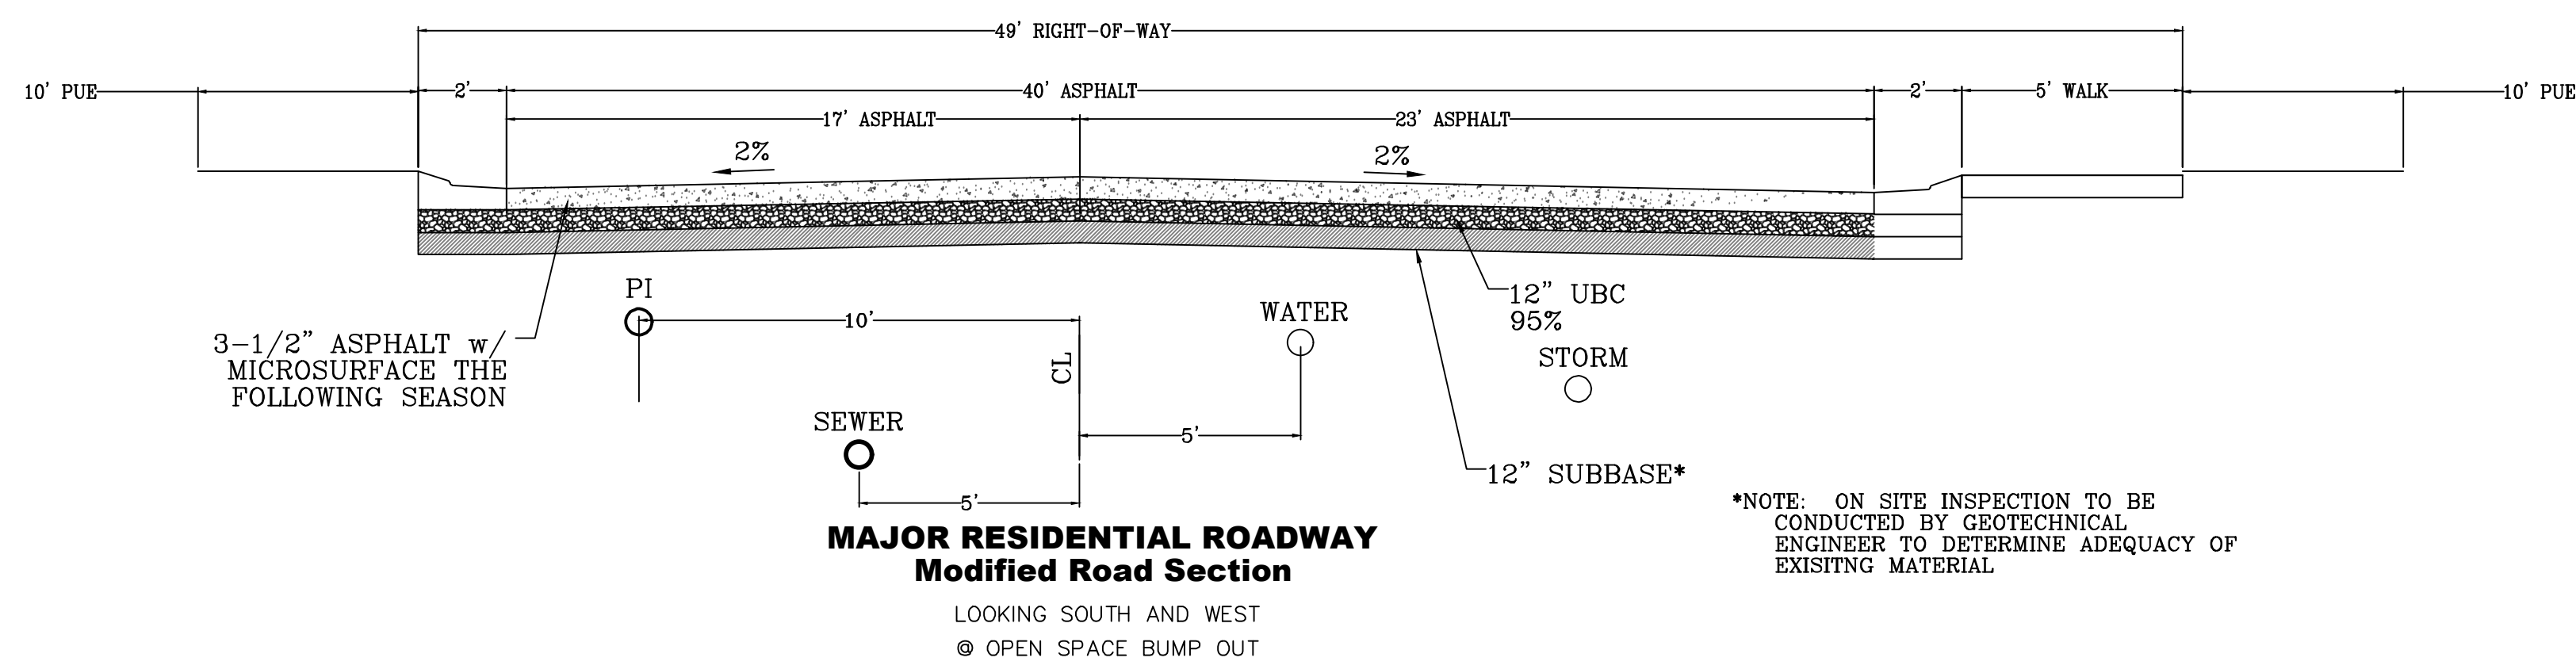 49' RIGHT-OF-WAY
10' PUE
2'
40' ASPHALT
2'
5' WALK
10' PUE
17' ASPHALT
23' ASPHALT
2%
2%
PI
10'
WATER
12" UBC
95%
3-1/2" ASPHALT w/
MICROSURFACE THE
FOLLOWING SEASON
CL
STORM
SEWER
5'
12" SUBBASE*
5'
*NOTE: ON SITE INSPECTION TO BE
CONDUCTED BY GEOTECHNICAL
ENGINEER TO DETERMINE ADEQUACY OF
EXISITNG MATERIAL
MAJOR RESIDENTIAL ROADWAY
Modified Road Section
LOOKING SOUTH AND WEST
@ OPEN SPACE BUMP OUT